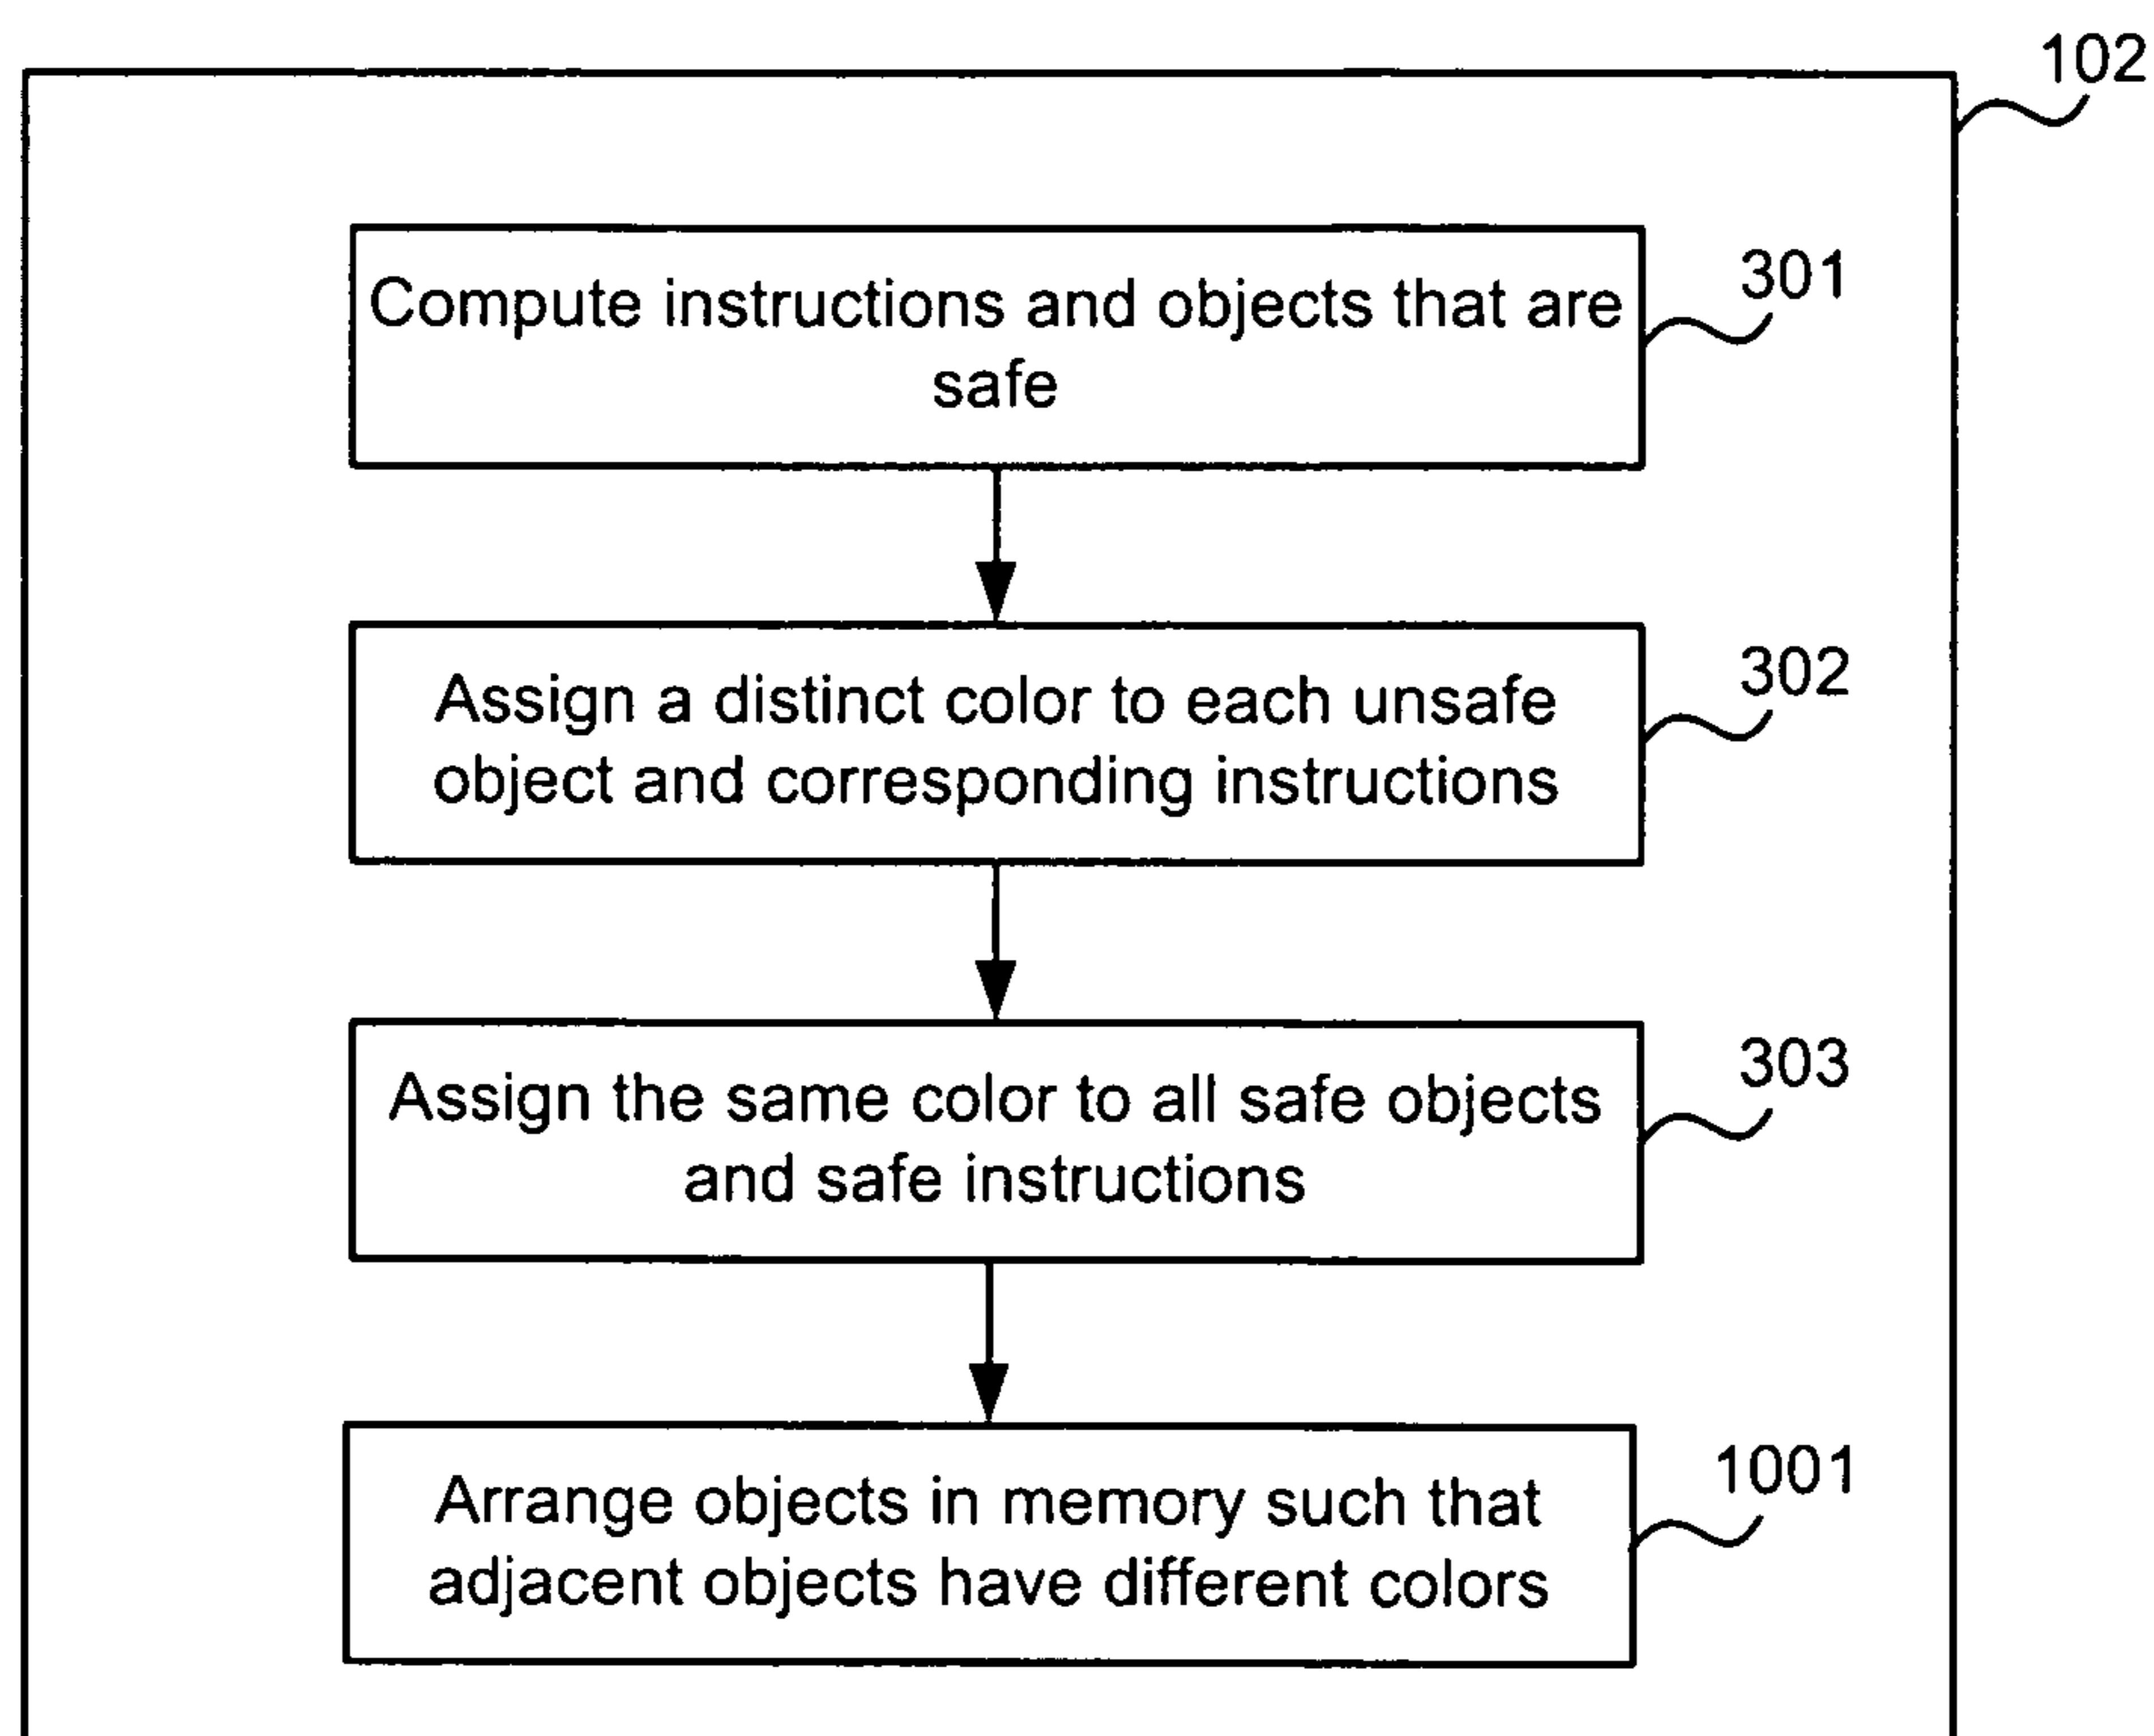 102
Compute instructions and objects that are
safe
301
Assign a distinct color to each unsafe
object and corresponding instructions
302
Assign the same color to all safe objects
and safe instructions
303
Arrange objects in memory such that
adjacent objects have different colors
1001